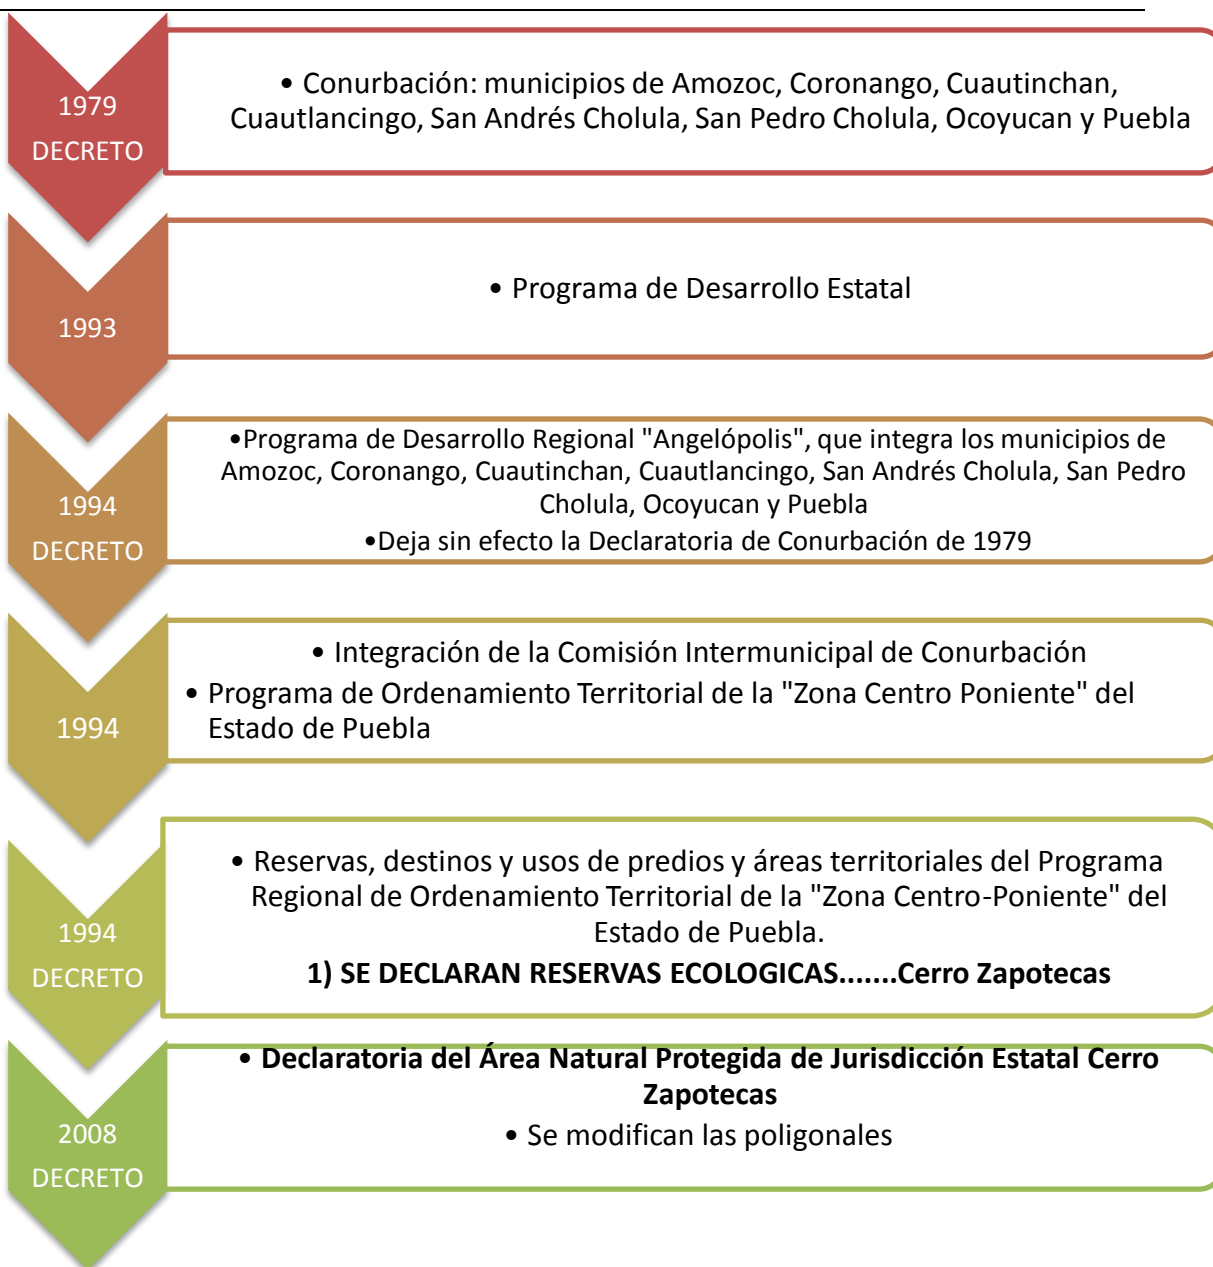 1979
DECRETO
• Conurbación: municipios de Amozoc, Coronango, Cuautinchan,
Cuautlancingo, San Andrés Cholula, San Pedro Cholula, Ocoyucan y Puebla
1993
• Programa de Desarrollo Estatal
1994
DECRETO
•Programa de Desarrollo Regional "Angelópolis", que integra los municipios de
Amozoc, Coronango, Cuautinchan, Cuautlancingo, San Andrés Cholula, San Pedro
Cholula, Ocoyucan y Puebla
•Deja sin efecto la Declaratoria de Conurbación de 1979
1994
• Integración de la Comisión Intermunicipal de Conurbación
• Programa de Ordenamiento Territorial de la "Zona Centro Poniente" del
Estado de Puebla
1994
DECRETO
• Reservas, destinos y usos de predios y áreas territoriales del Programa
Regional de Ordenamiento Territorial de la "Zona Centro-Poniente" del
Estado de Puebla.
1) SE DECLARAN RESERVAS ECOLOGICAS.......Cerro Zapotecas
2008
DECRETO
• Declaratoria del Área Natural Protegida de Jurisdicción Estatal Cerro
Zapotecas
• Se modifican las poligonales